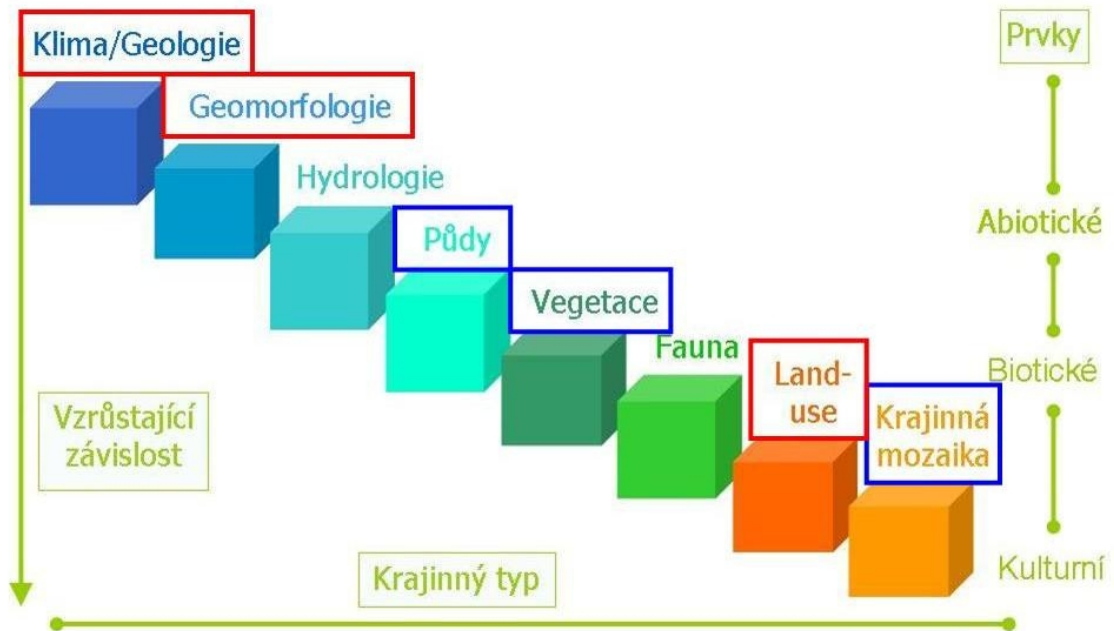 Klima/Geologie
Prvky
Geomorfologie
Hydrologie
Půdy
Abiotické
Vegetace
Fauna
Land-
use
Biotické
Krajinná
mozaika
Vzrůstající
závislost
Krajinný typ
Kulturní